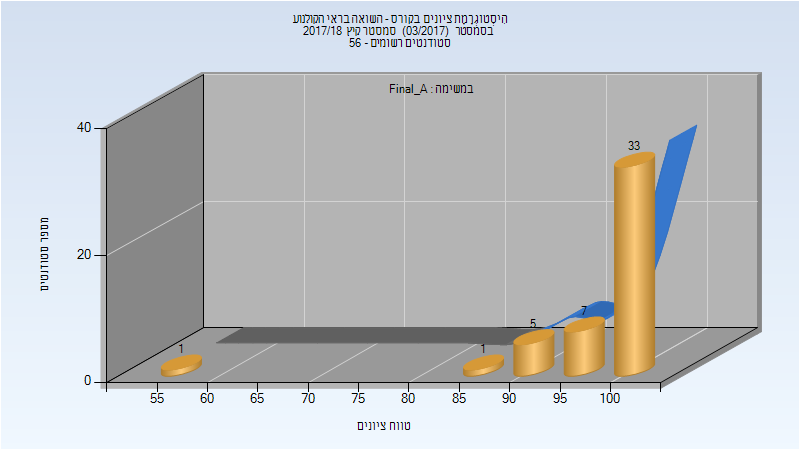 היסטוגרמת ציונים בקורס - השואה בראי הקולנוע
בסמסטר (03/2017) סמסטר קיץ 2017/18
סטודנטים רשומים - 56
במשימה : Final_A
מספר סטודנטים
40
20
0
1
1
5
7
33
55 60 65 70 75 80 85 90 95 100
טווח ציונים